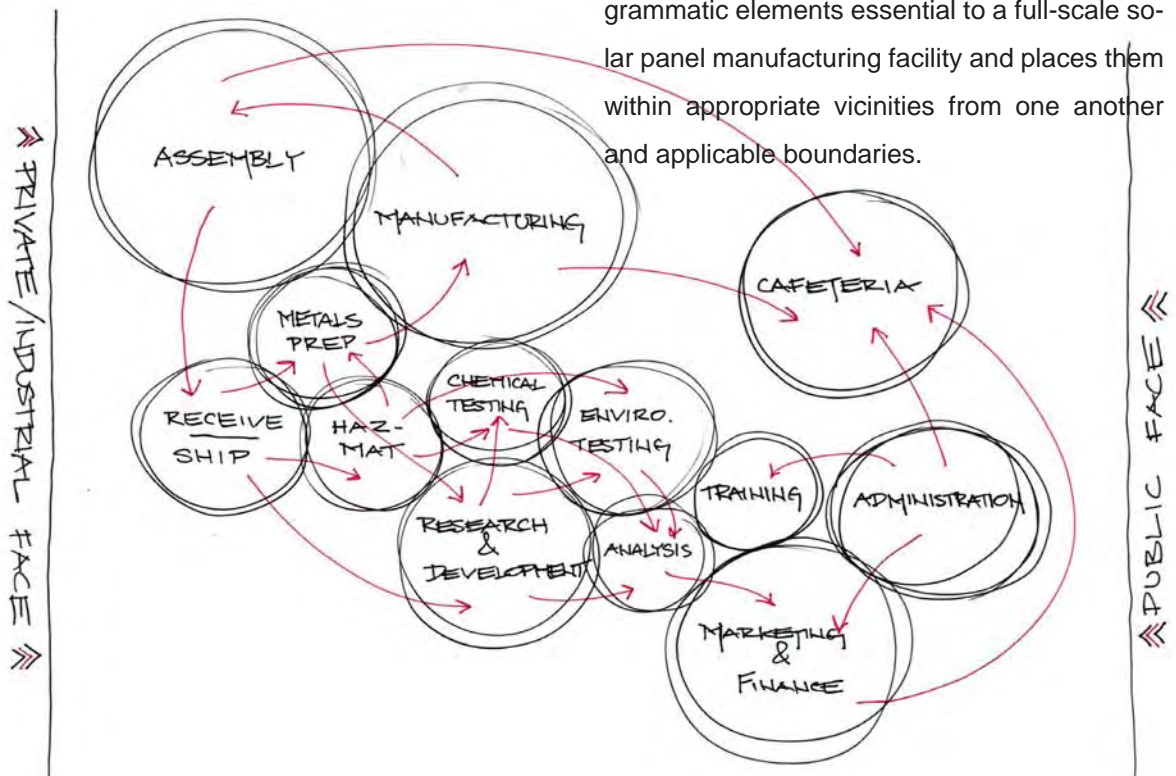 grammatic elements essential to a full-scale so-
lar panel manufacturing facility and places them
within appropriate vicinities from one another
and applicable boundaries.
PRIVATE/INDUSTRIAL FACE
ASSEMBLY
MANUFACTURING
CAFETERIA
METALS
PREP
RECEIVE
SHIP
HAZ-
MAT
CHEMICAL
TESTING
ENVIRO.
TESTING
TRAINING
ADMINISTRATION
RESEARCH
&
DEVELOPMENT
ANALYSIS
MARKETING
&
FINANCE
PUBLIC FACE